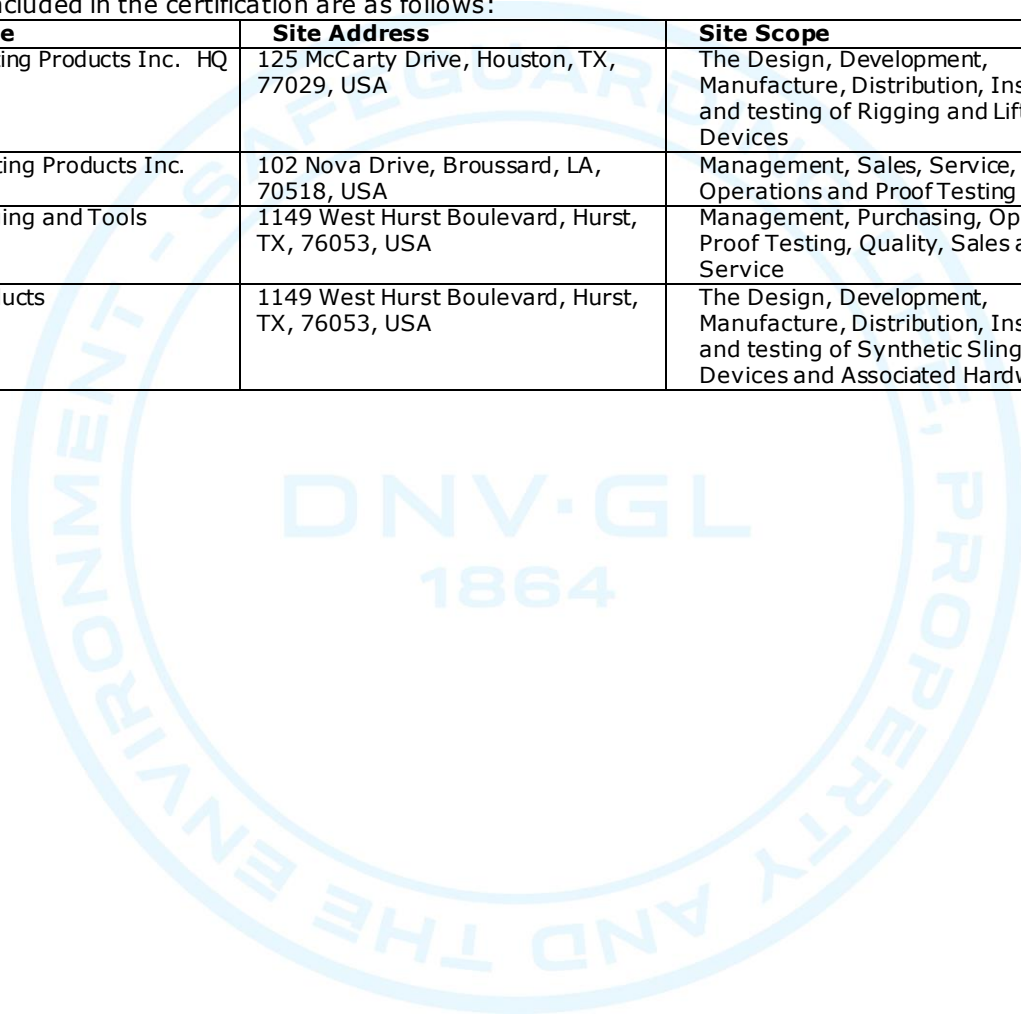 cluded in the certification are as follows:
e Site Address Site Scope
ing Products Inc. HQ 125 McCarty Drive, Houston, TX, The Design, Development,
77029, USA Manufacture, Distribution, Ins
and testing of Rigging and Lift
Devices
ting Products Inc. 102 Nova Drive, Broussard, LA, Management, Sales, Service,
70518, USA Operations and Proof Testing
ing and Tools 1149 West Hurst Boulevard, Hurst, Management, Purchasing, Op
TX, 76053, USA Proof Testing, Quality, Sales a
Service
ucts 1149 West Hurst Boulevard, Hurst, The Design, Development,
TX, 76053, USA Manufacture, Distribution, Ins
and testing of Synthetic Sling
Devices and Associated Hardw
SAFEGUARDING LIFE, PROPERTY AND THE ENVIRONMENT
DNV·GL
1864